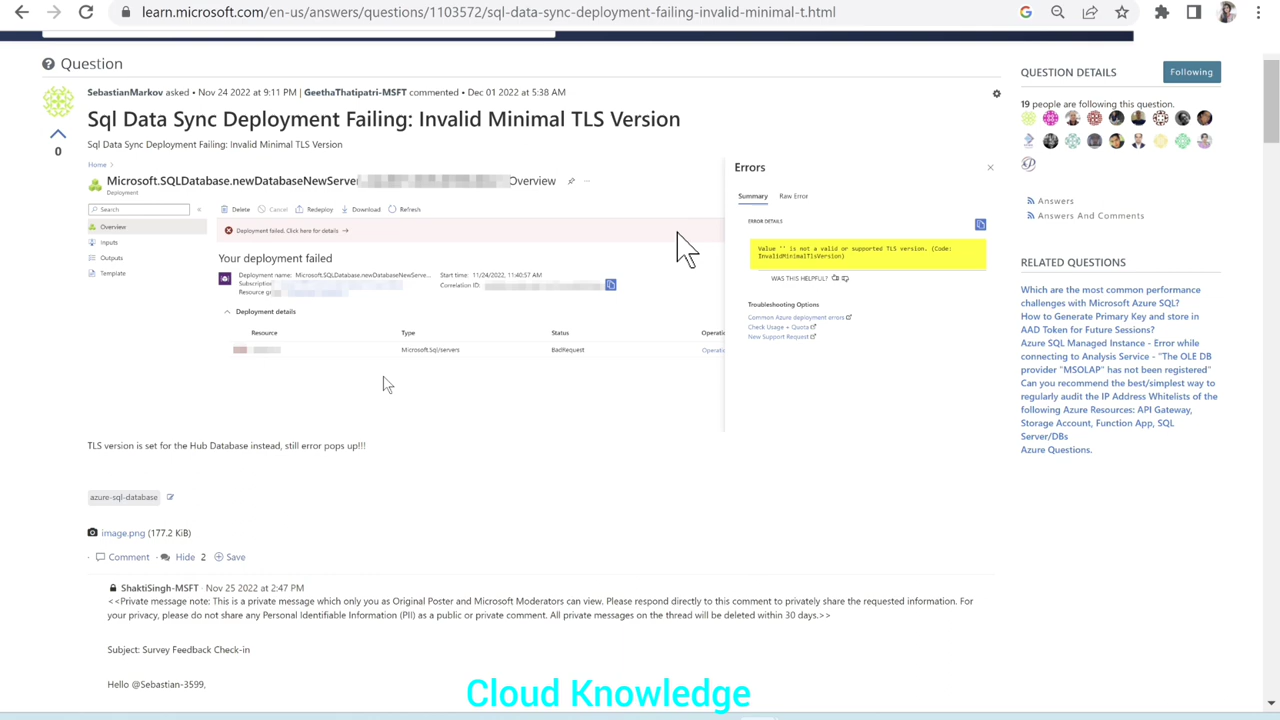 learn.microsoft.com/en-us/answers/questions/1103572/sql-data-sync-deployment-failing-invalid-minimal-t.html
Question
SebastianMarkov asked • Nov 24 2022 at 9:11 PM | GeethaThatipatri-MSFT commented • Dec 01 2022 at 5:38 AM
Sql Data Sync Deployment Failing: Invalid Minimal TLS Version
0
Sql Data Sync Deployment Failing: Invalid Minimal TLS Version
Home >
Microsoft.SQLDatabase.newDatabaseNewServer
Overview
Deployment
Search
«
Delete
Cancel
Redeploy
Download
Refresh
Overview
Inputs
Outputs
Template
Deployment failed. Click here for details →
Your deployment failed
Deployment name: Microsoft.SQLDatabase.newDatabaseNewServe...
Subscription
Resource g
Start time: 11/24/2022, 11:40:57 AM
Correlation ID:
Deployment details
Resource Type Status
Microsoft.Sql/servers BadRequest
Errors
Summary Raw Error
ERROR DETAILS
Value '' is not a valid or supported TLS version. (Code:
InvalidMinimalTlsVersion)
WAS THIS HELPFUL?
Troubleshooting Options
Common Azure deployment errors
Check Usage + Quota
New Support Request
TLS version is set for the Hub Database instead, still error pops up!!!
azure-sql-database
image.png (177.2 KiB)
· Comment · Hide 2 Save
ShaktiSingh-MSFT · Nov 25 2022 at 2:47 PM
<<Private message note: This is a private message which only you as Original Poster and Microsoft Moderators can view. Please respond directly to this comment to privately share the requested information. For
your privacy, please do not share any Personal Identifiable Information (PII) as a public or private comment. All private messages on the thread will be deleted within 30 days.>>
Subject: Survey Feedback Check-in
Hello @Sebastian-3599,
QUESTION DETAILS
Following
19 people are following this question.
Answers
Answers And Comments
RELATED QUESTIONS
Which are the most common performance
challenges with Microsoft Azure SQL?
How to Generate Primary Key and store in
AAD Token for Future Sessions?
Azure SQL Managed Instance - Error while
connecting to Analysis Service - "The OLE DB
provider "MSOLAP" has not been registered"
Can you recommend the best/simplest way to
regularly audit the IP Address Whitelists of the
following Azure Resources: API Gateway,
Storage Account, Function App, SQL
Server/DBs
Azure Questions.
Cloud Knowledge